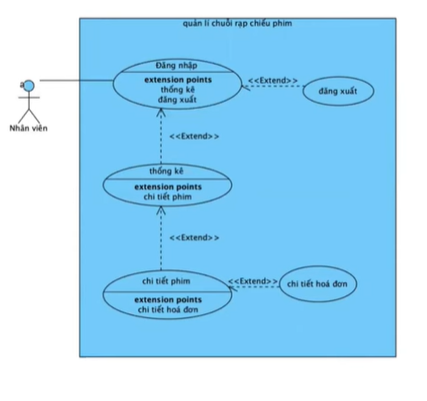 quản lí chuỗi rạp chiếu phim
Đăng nhập
extension points
thống kê
đăng xuất
<<Extend>>
đăng xuất
Nhân viên
<<Extend>>
thống kê
extension points
chi tiết phim
<<Extend>>
chi tiết phim
extension points
chi tiết hoá đơn
<<Extend>>
chi tiết hoá đơn